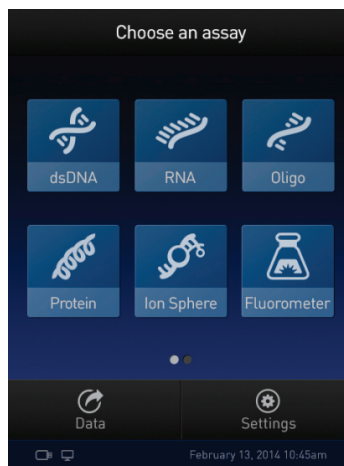 Choose an assay
dsDNA RNA Oligo
Protein Ion Sphere Fluorometer
Data Settings
February 13, 2014 10:45am